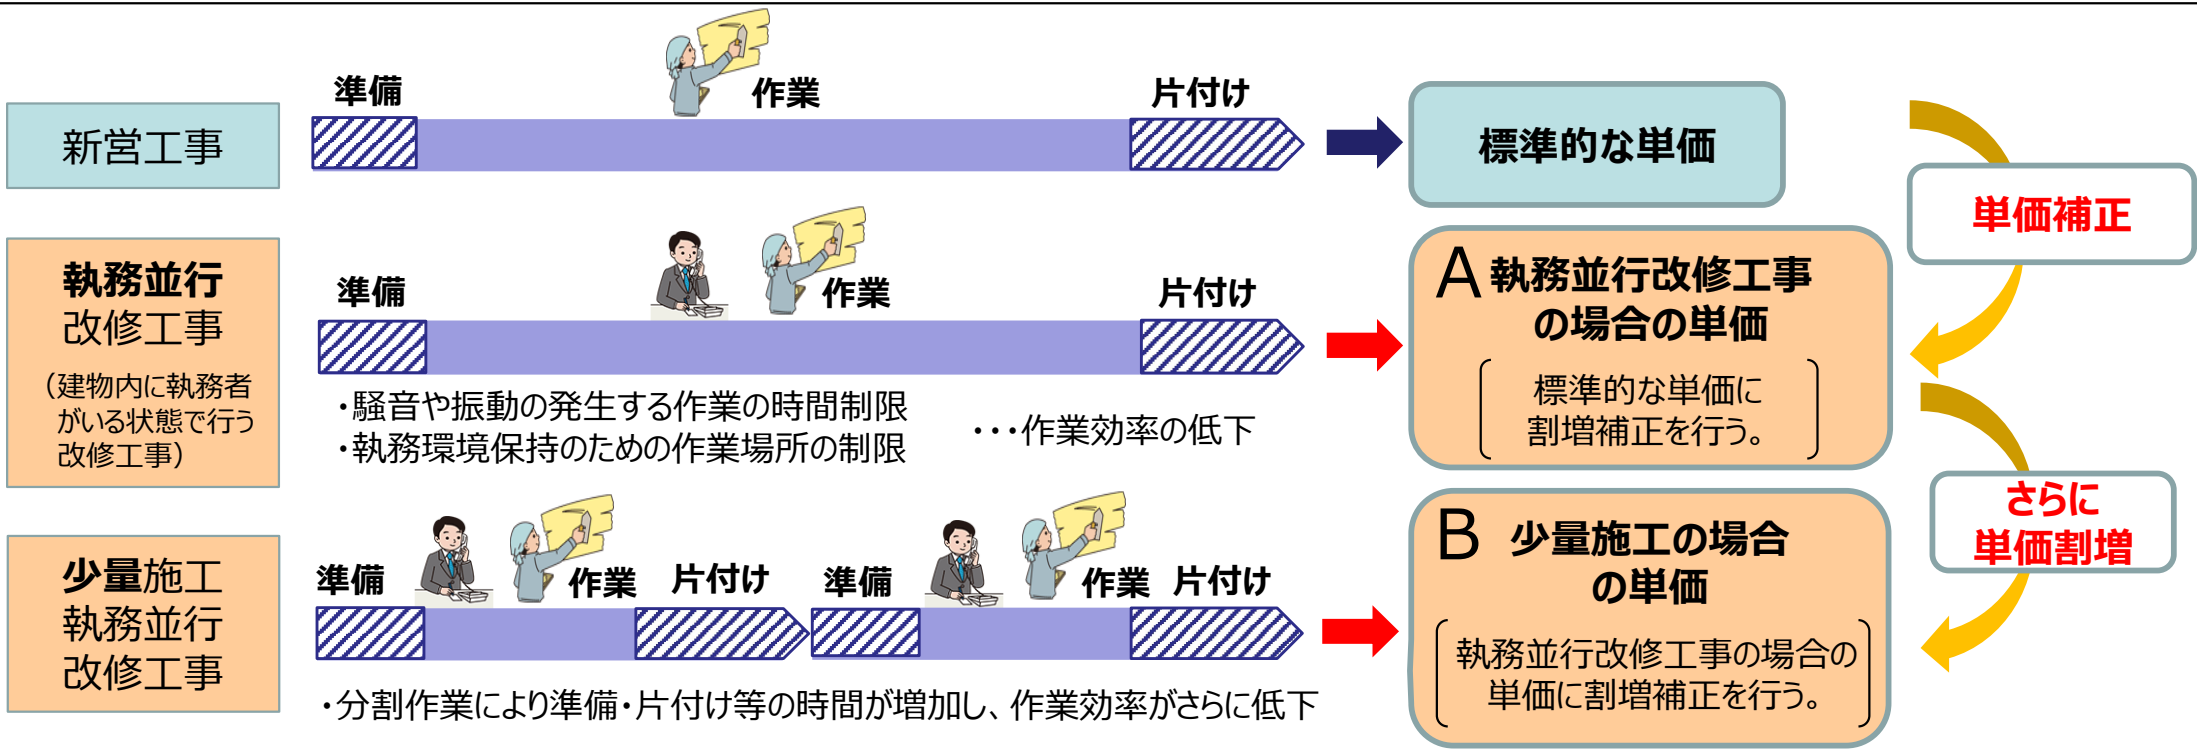 新営工事
準備
作業
片付け
標準的な単価
単価補正
執務並行
改修工事
（建物内に執務者
がいる状態で行う
改修工事）
準備
作業
片付け
・騒音や振動の発生する作業の時間制限
・執務環境保持のための作業場所の制限
・・・作業効率の低下
A 執務並行改修工事
の場合の単価
標準的な単価に
割増補正を行う。
さらに
単価割増
少量施工
執務並行
改修工事
準備
作業
片付け
準備
作業
片付け
・分割作業により準備・片付け等の時間が増加し、作業効率がさらに低下
B 少量施工の場合
の単価
執務並行改修工事の場合の
単価に割増補正を行う。